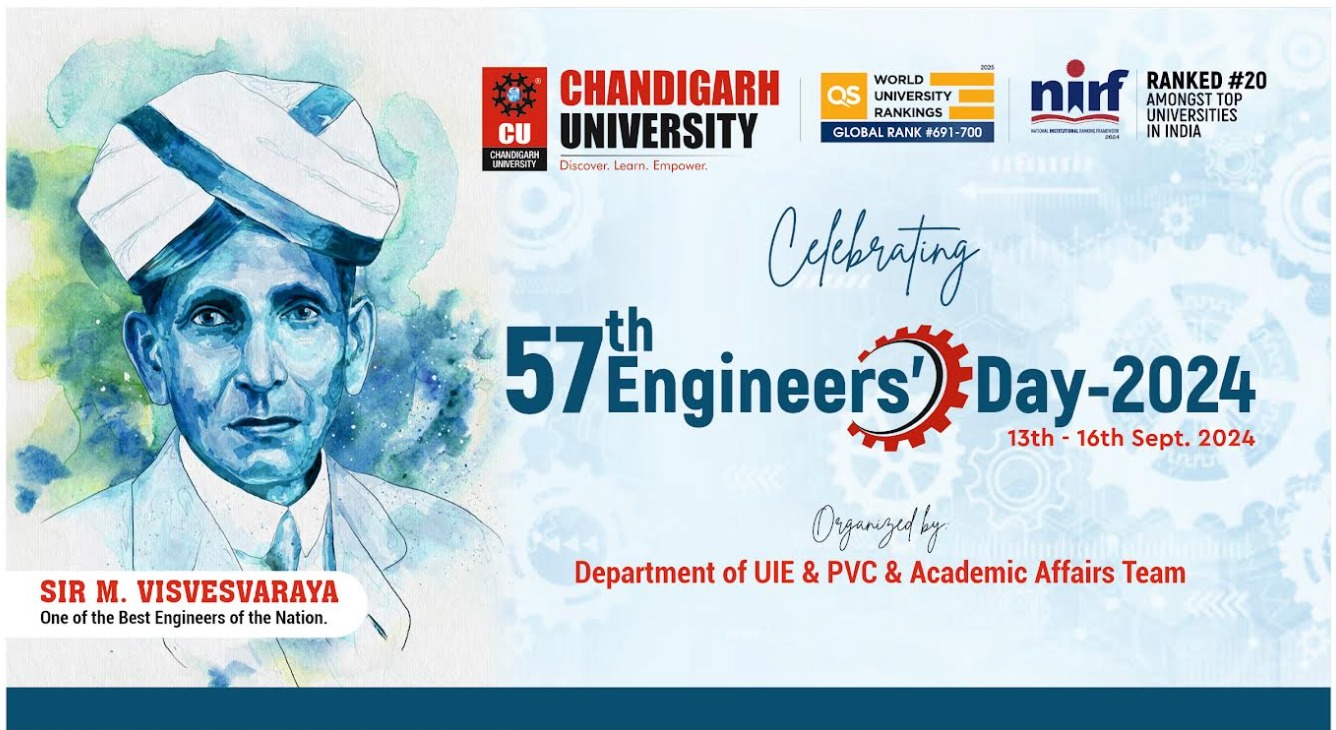 CU
CHANDIGARH
UNIVERSITY
CHANDIGARH
UNIVERSITY
Discover. Learn. Empower.
2025
QS
WORLD
UNIVERSITY
RANKINGS
GLOBAL RANK #691-700
nirf
NATIONAL INSTITUTIONAL RANKING FRAMEWORK
2024
RANKED #20
AMONGST TOP
UNIVERSITIES
IN INDIA
Celebrating
57th Engineers' Day-2024
13th - 16th Sept. 2024
Organized by:
Department of UIE & PVC & Academic Affairs Team
SIR M. VISVESVARAYA
One of the Best Engineers of the Nation.